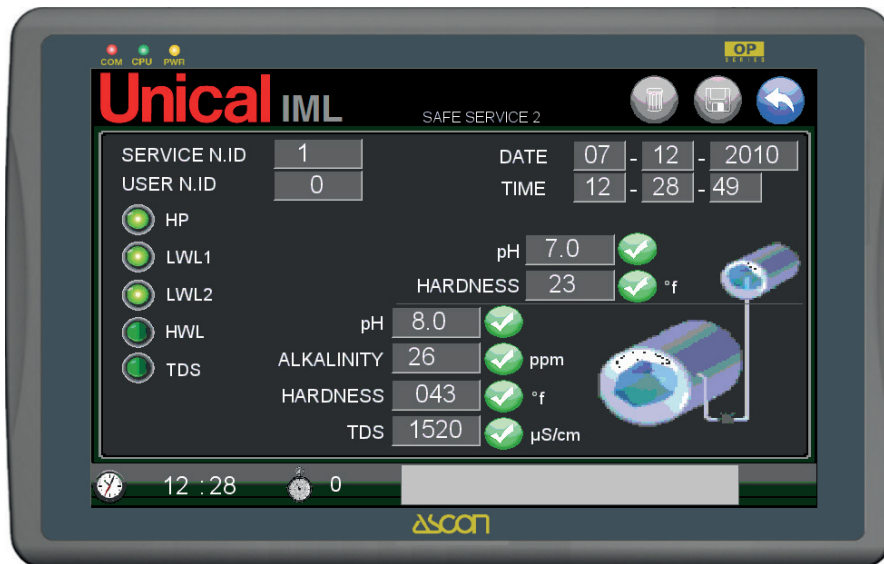 COM CPU PWR
OP
SERIES
Unical IML
SAFE SERVICE 2
SERVICE N.ID 1
DATE 07 - 12 - 2010
USER N.ID 0
TIME 12 - 28 - 49
HP
LWL1
LWL2
HWL
TDS
pH 7.0
HARDNESS 23 °f
pH 8.0
ALKALINITY 26 ppm
HARDNESS 043 °f
TDS 1520 µS/cm
12 : 28 0
ascon